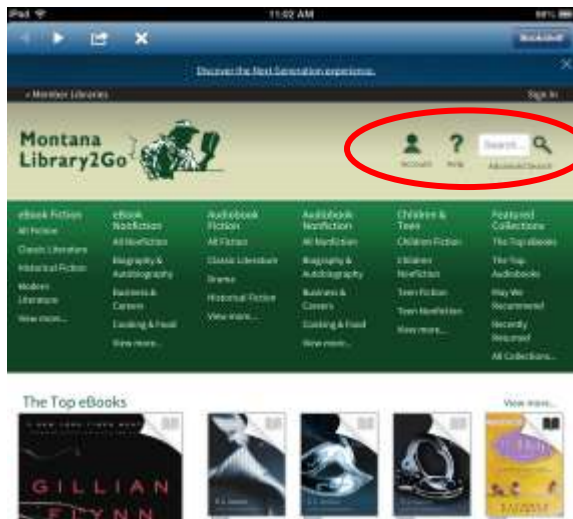 iPad
11:02 AM
Bookshelf
Discover the Next Generation experience.
Member Libraries
Sign In
Montana
Library2Go
Account
Help
Search...
Advanced Search
eBook Fiction
All Fiction
Classic Literature
Historical Fiction
Modern
Literature
View more...
eBook
Nonfiction
All Nonfiction
Biography &
Autobiography
Business &
Careers
Cooking & Food
View more...
Audiobook
Fiction
All Fiction
Classic Literature
Drama
Historical Fiction
View more...
Audiobook
Nonfiction
All Nonfiction
Biography &
Autobiography
Business &
Careers
Cooking & Food
View more...
Children &
Teen
Children Fiction
Children
Nonfiction
Teen Fiction
Teen Nonfiction
View more...
Featured
Collections
The Top eBooks
The Top
Audiobooks
May We
Recommend
Recently
Returned
All Collections...
The Top eBooks
View more...
GILLIAN
FLYNN